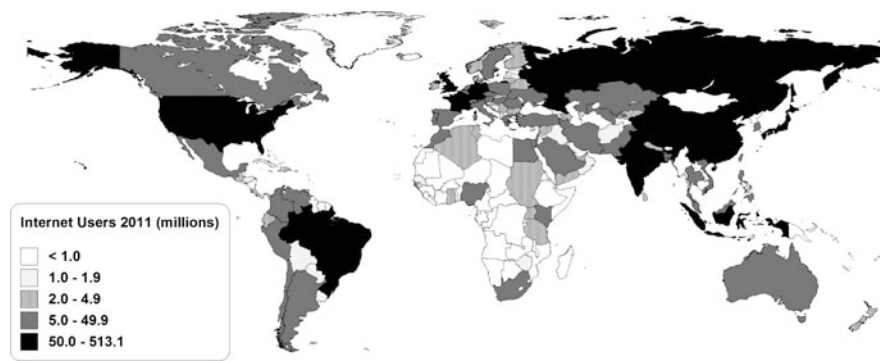 Internet Users 2011 (millions)
< 1.0
1.0 - 1.9
2.0 - 4.9
5.0 - 49.9
50.0 - 513.1